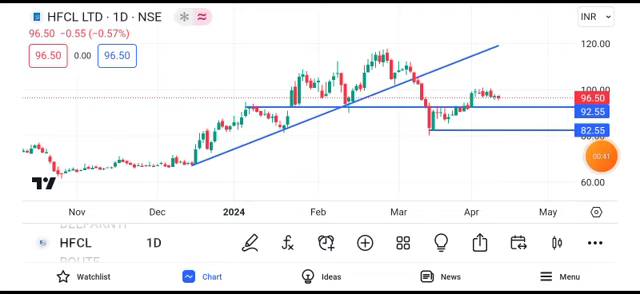 HFCL LTD · 1D · NSE
INR
96.50 −0.55 (−0.57%)
96.50 0.00 96.50
120.00
100.00
96.50
92.55
82.55
00:41
60.00
Nov Dec 2024 Feb Mar Apr May
HFCL 1D
Watchlist Chart Ideas News Menu